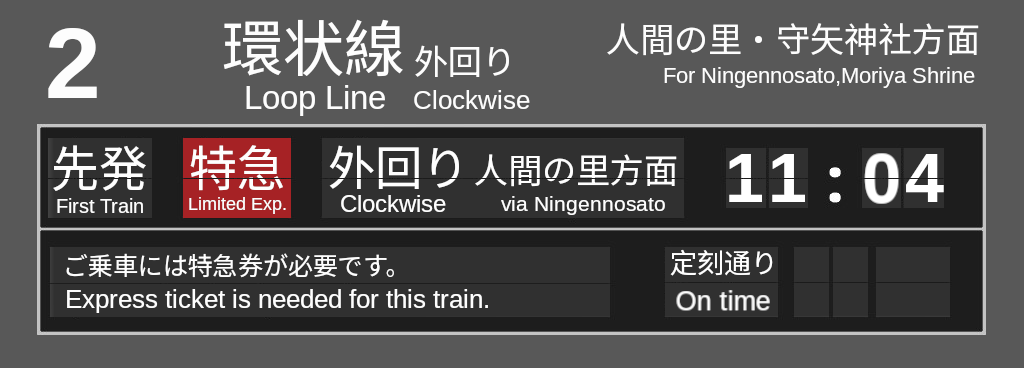 2
環状線 外回り
Loop Line Clockwise
人間の里・守矢神社方面
For Ningennosato,Moriya Shrine
先発 特急 外回り 人間の里方面 11:04
First Train Limited Exp. Clockwise via Ningennosato
ご乗車には特急券が必要です。 定刻通り
Express ticket is needed for this train. On time